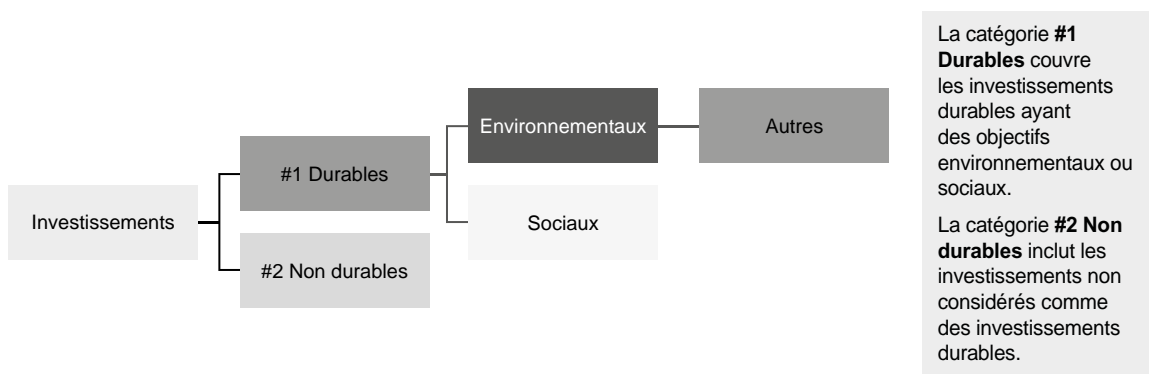 Investissements
#1 Durables
#2 Non durables
Environnementaux
Sociaux
Autres
La catégorie #1
Durables couvre
les investissements
durables ayant
des objectifs
environnementaux ou
sociaux.
La catégorie #2 Non
durables inclut les
investissements non
considérés comme
des investissements
durables.